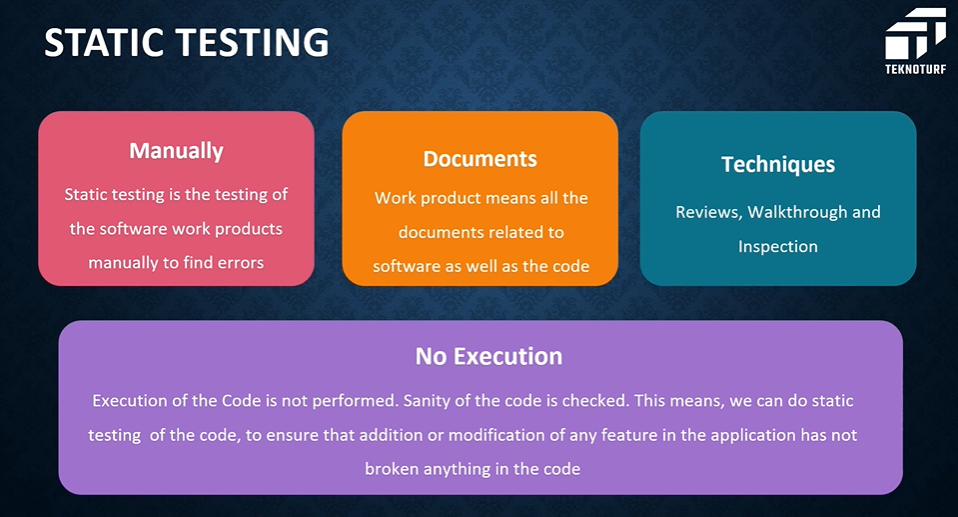 STATIC TESTING
TEKNOTURF
Manually
Static testing is the testing of
the software work products
manually to find errors
Documents
Work product means all the
documents related to
software as well as the code
Techniques
Reviews, Walkthrough and
Inspection
No Execution
Execution of the Code is not performed. Sanity of the code is checked. This means, we can do static
testing of the code, to ensure that addition or modification of any feature in the application has not
broken anything in the code